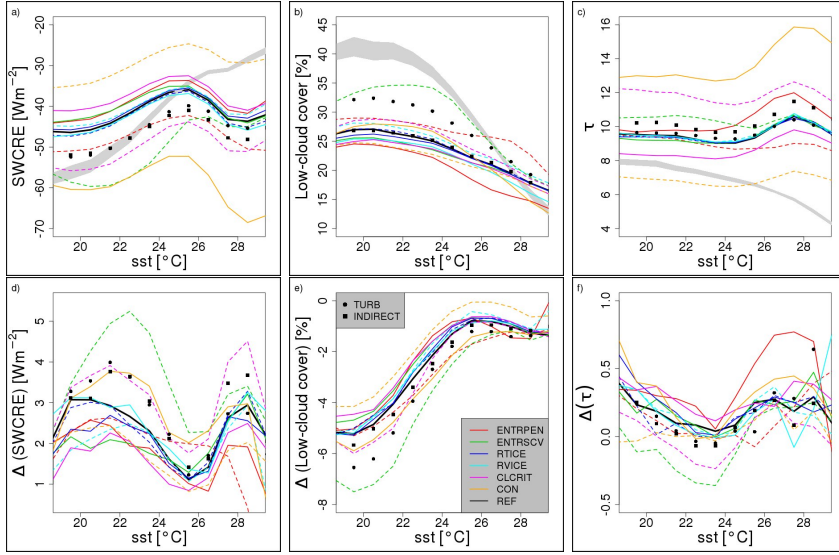 a)
SWCRE [Wm−2]
-20
-30
-40
-50
-60
-70
20 22 24 26 28
sst [°C]
b)
Low-cloud cover [%]
45
40
35
30
25
20
15
10
20 22 24 26 28
sst [°C]
c)
τ
16
14
12
10
8
6
4
20 22 24 26 28
sst [°C]
d)
Δ (SWCRE) [Wm−2]
5
4
3
2
1
20 22 24 26 28
sst [°C]
e)
Δ (Low-cloud cover) [%]
0
-2
-4
-6
-8
20 22 24 26 28
sst [°C]
TURB
INDIRECT
ENTRPEN
ENTRSCV
RTICE
RVICE
CLCRIT
CON
REF
f)
Δ(τ)
1.0
0.5
0.0
-0.5
20 22 24 26 28
sst [°C]